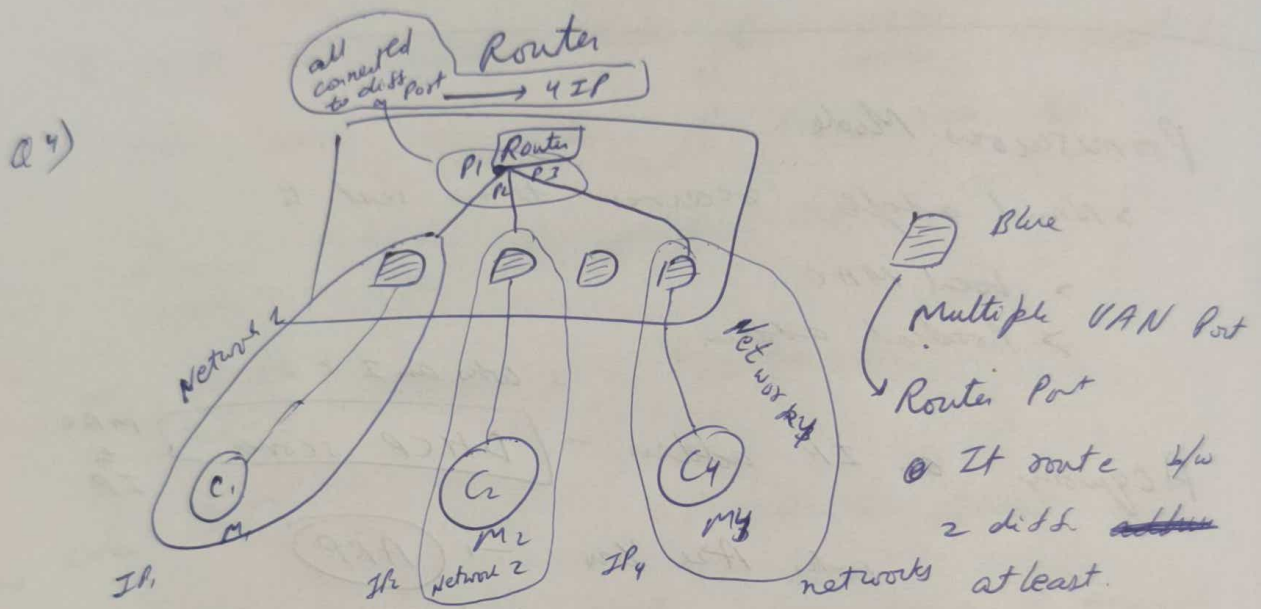 Router
all
connected
to diff
Port → 4 IP
Q4)
Router
P1
P2
P3
Blue
Multiple VAN Port
Router Port
It route b/w
2 diff
networks atleast.
Network 1
Network
C1
C2
C4
M1
M2
IP1
IP2
Network 2
IP4